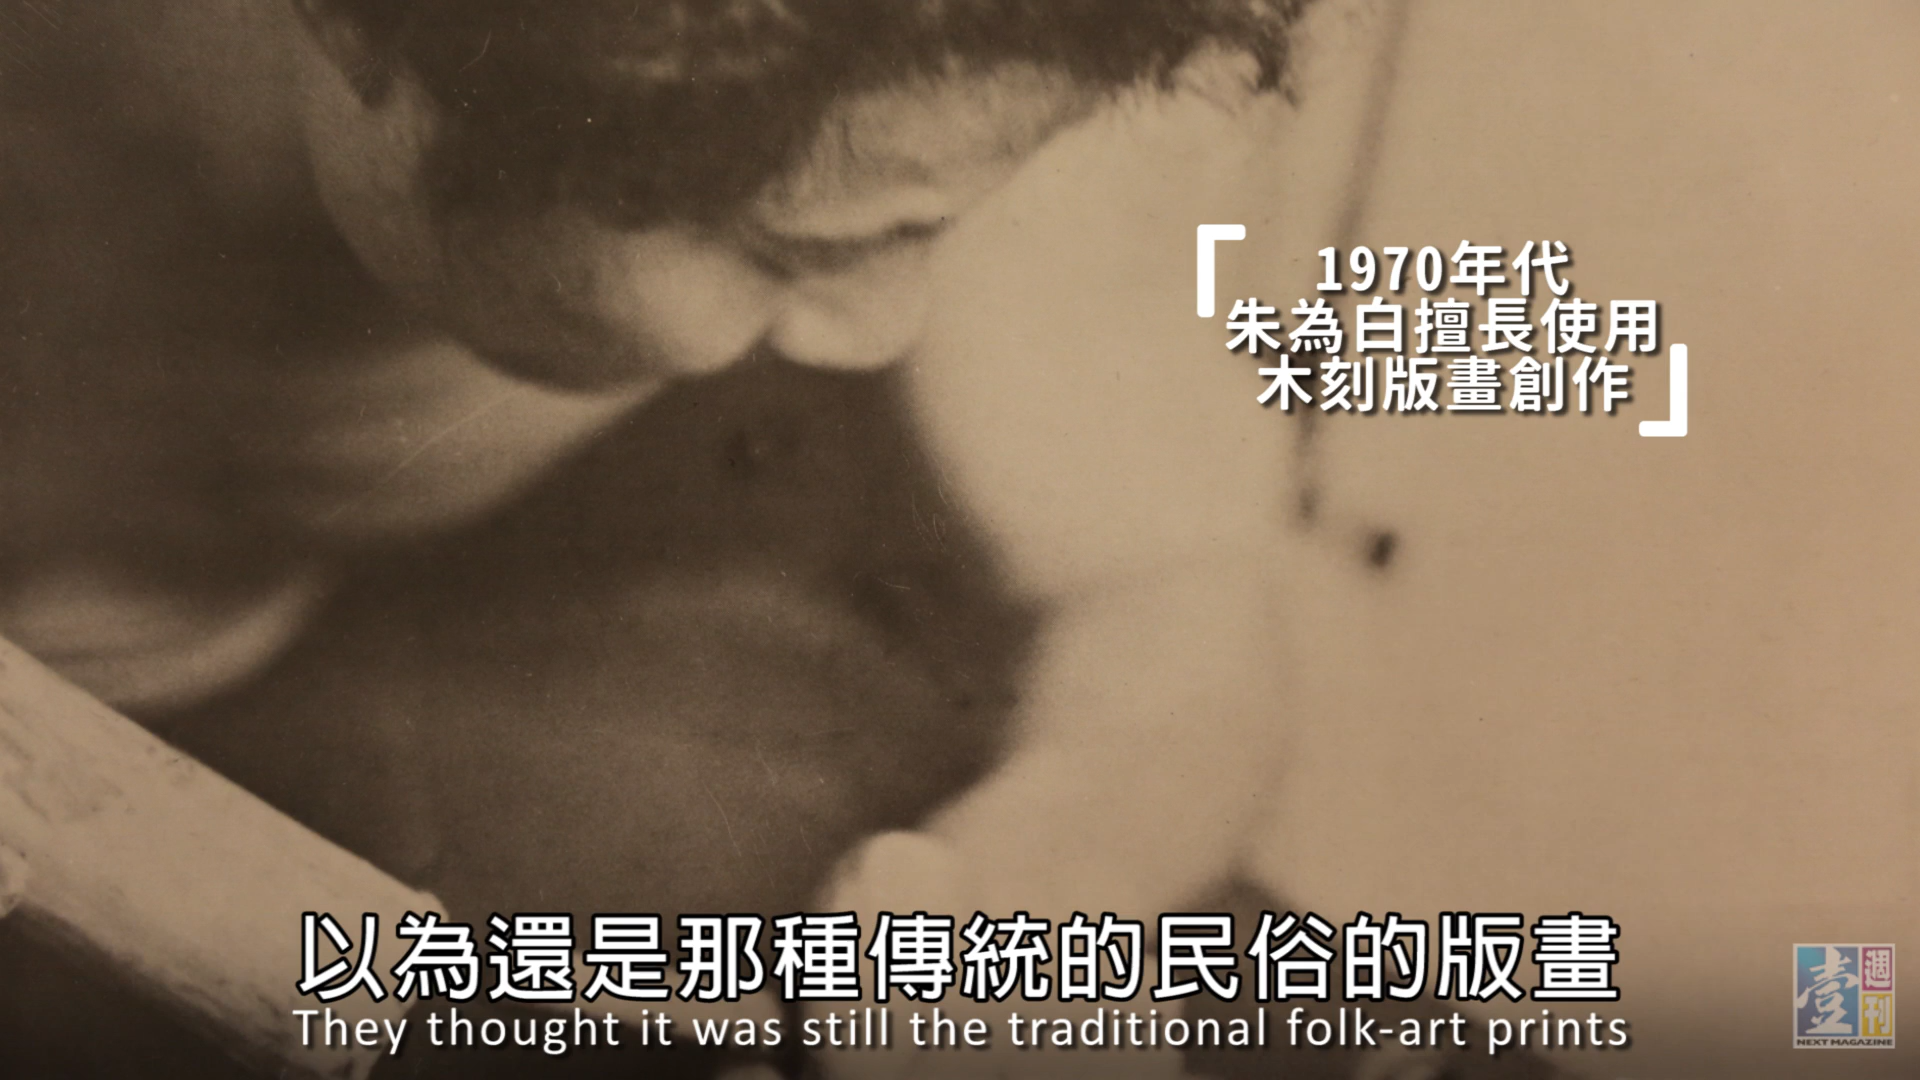 「1970年代
朱為白擅長使用
木刻版畫創作」
以為還是那種傳統的民俗的版畫
They thought it was still the traditional folk-art prints
壹週刊
NEXT MAGAZINE